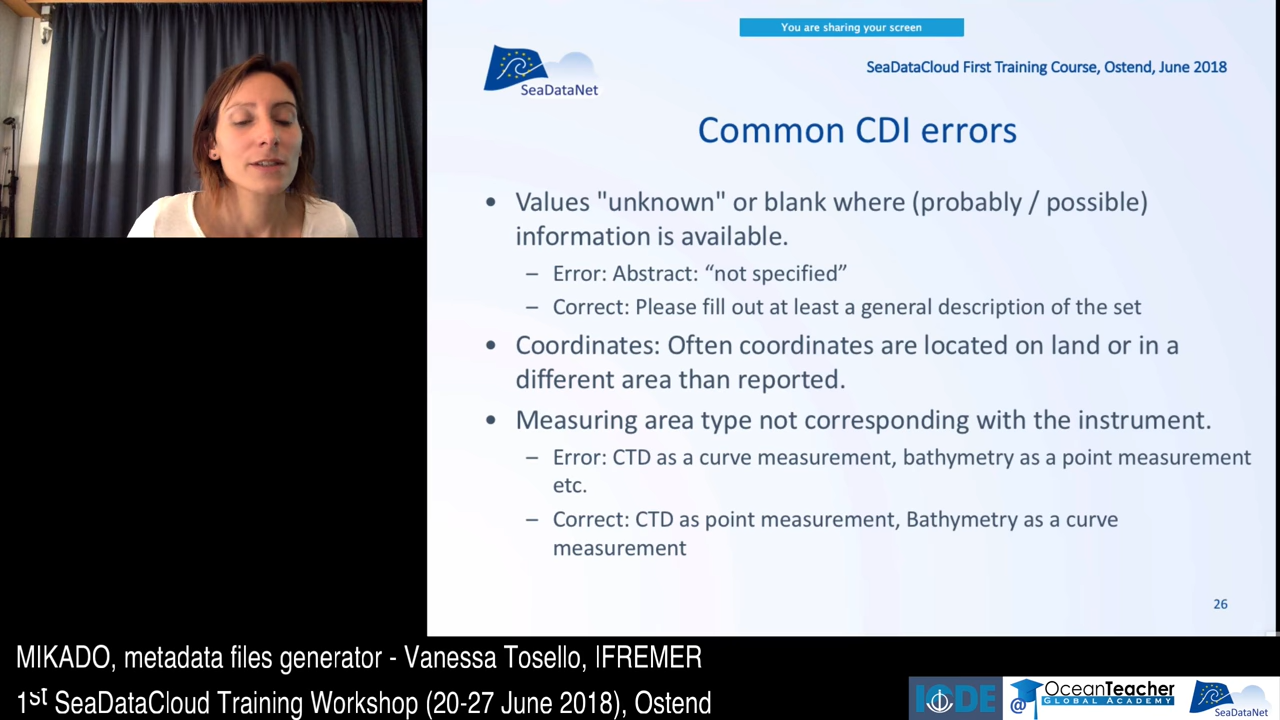 You are sharing your screen
SeaDataNet
SeaDataCloud First Training Course, Ostend, June 2018
Common CDI errors
• Values "unknown" or blank where (probably / possible)
information is available.
– Error: Abstract: “not specified”
– Correct: Please fill out at least a general description of the set
• Coordinates: Often coordinates are located on land or in a
different area than reported.
• Measuring area type not corresponding with the instrument.
– Error: CTD as a curve measurement, bathymetry as a point measurement
etc.
– Correct: CTD as point measurement, Bathymetry as a curve
measurement
26
MIKADO, metadata files generator - Vanessa Tosello, IFREMER
1st SeaDataCloud Training Workshop (20-27 June 2018), Ostend
IODE
@ OceanTeacher
GLOBAL ACADEMY
SeaDataNet